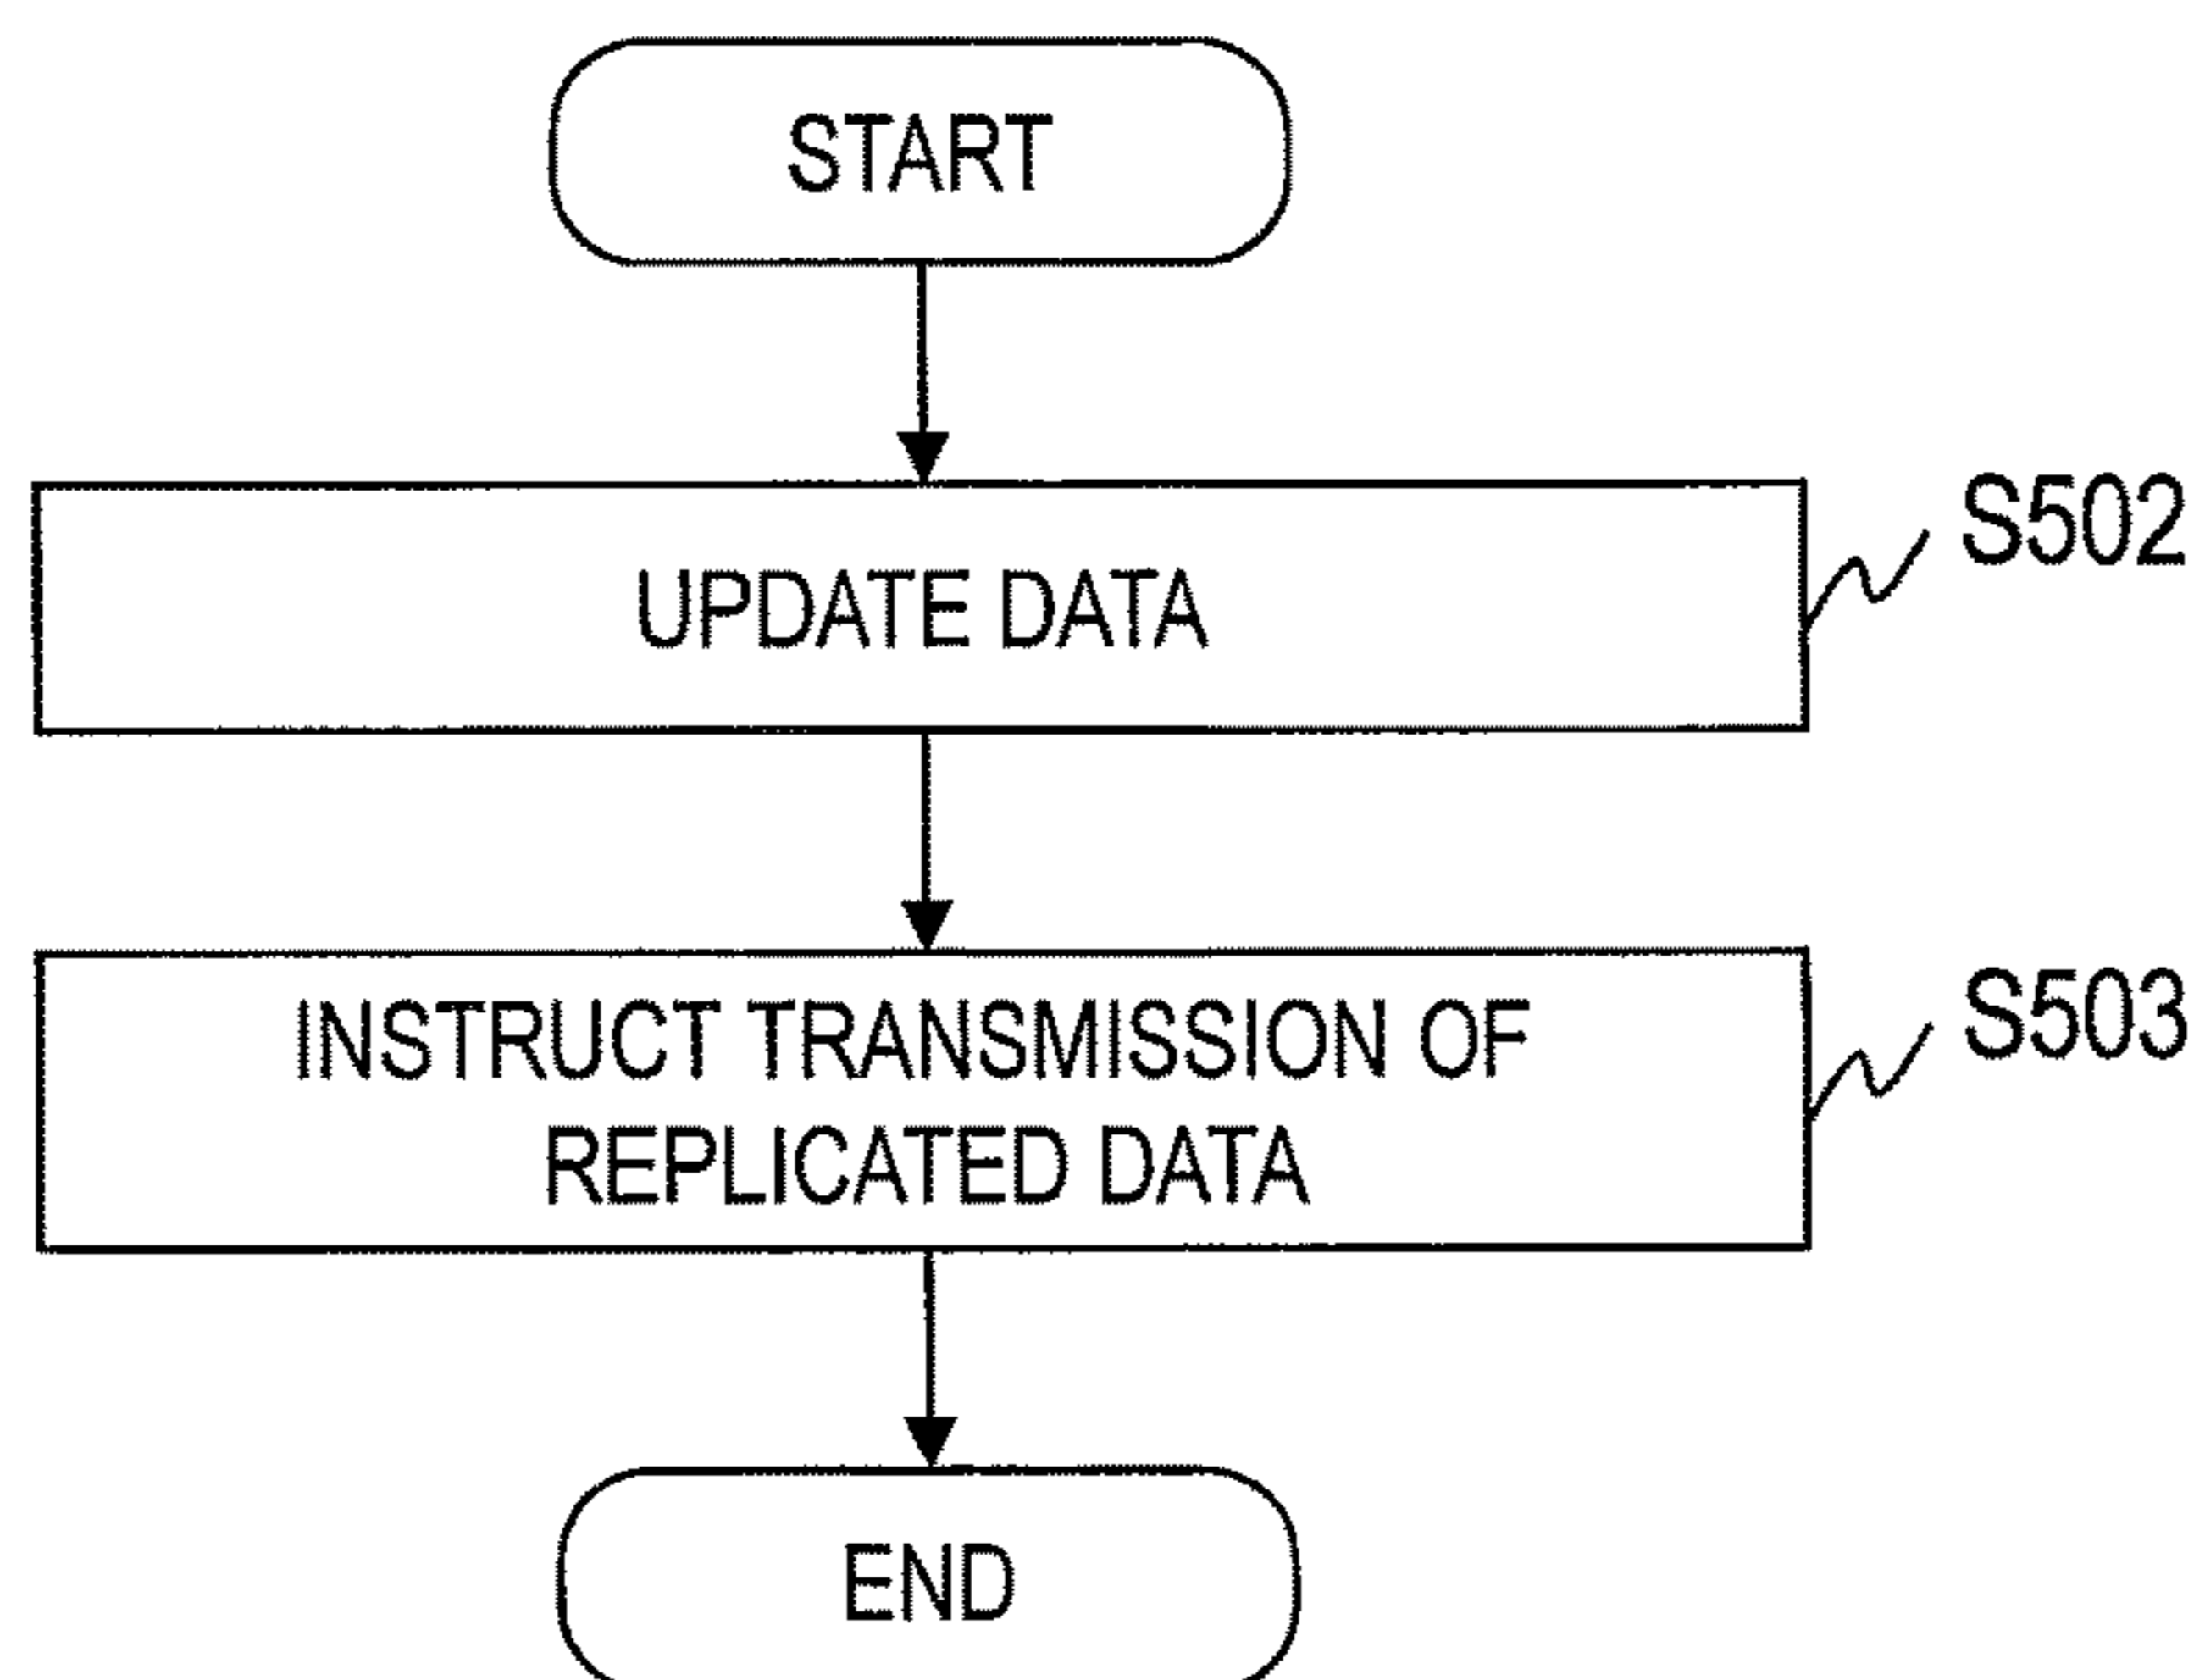 START
UPDATE DATA
S502
INSTRUCT TRANSMISSION OF
REPLICATED DATA
S503
END